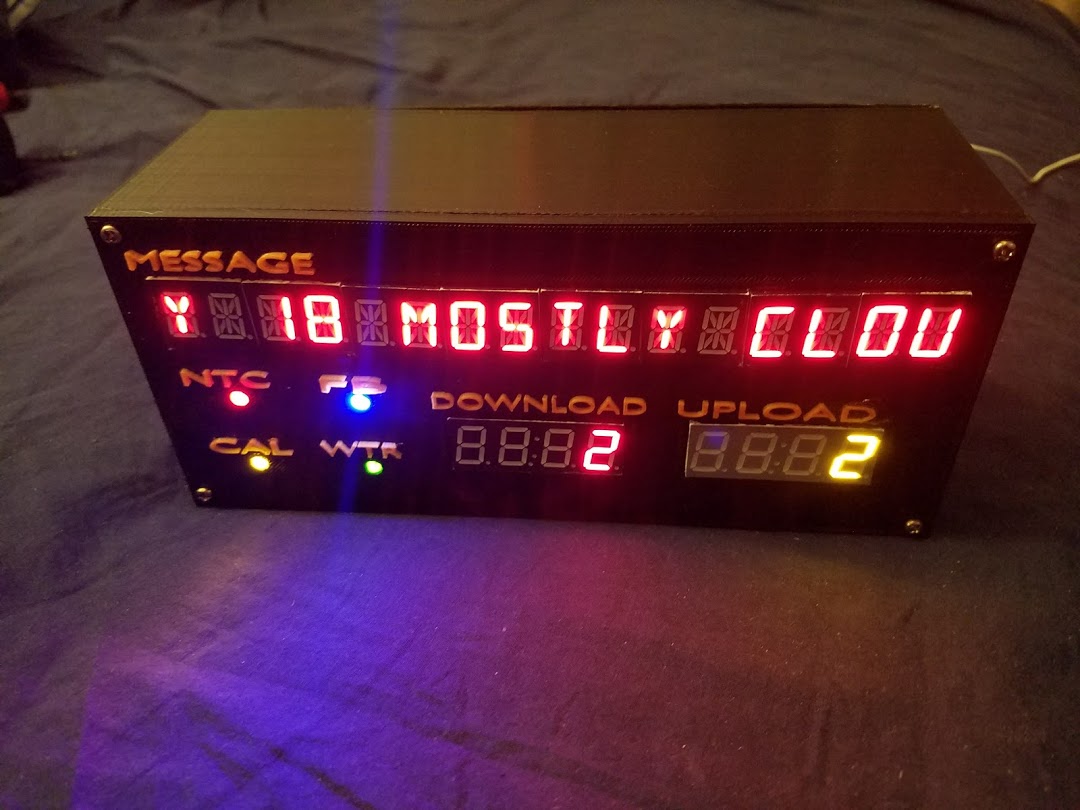 MESSAGE
Y 18 MOSTLY CLOU
NTC FB
DOWNLOAD UPLOAD
2 2
CAL WTR